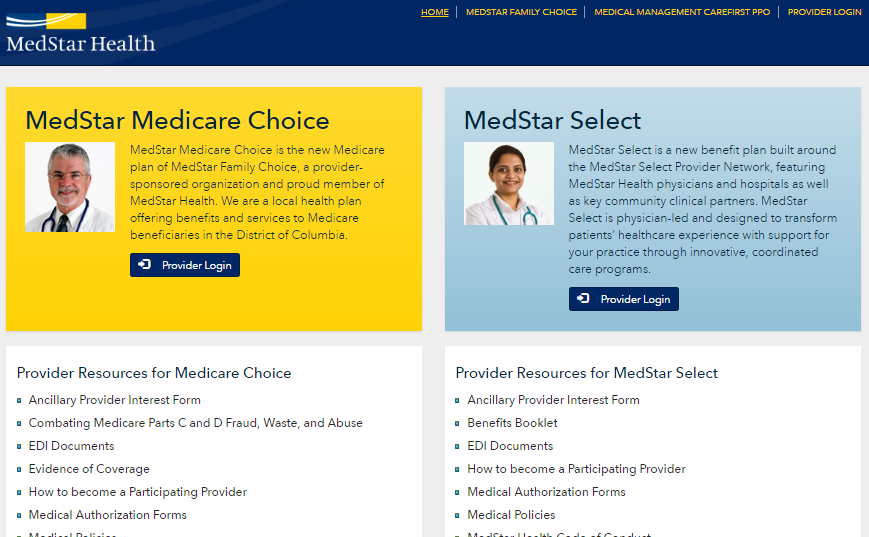 HOME
MEDSTAR FAMILY CHOICE
MEDICAL MANAGEMENT CAREFIRST PPO
PROVIDER LOGIN
MedStar Health
MedStar Medicare Choice
MedStar Medicare Choice is the new Medicare
plan of MedStar Family Choice, a provider-
sponsored organization and proud member of
MedStar Health. We are a local health plan
offering benefits and services to Medicare
beneficiaries in the District of Columbia.
Provider Login
MedStar Select
MedStar Select is a new benefit plan built around
the MedStar Select Provider Network, featuring
MedStar Health physicians and hospitals as well
as key community clinical partners. MedStar
Select is physician-led and designed to transform
patients' healthcare experience with support for
your practice through innovative, coordinated
care programs.
Provider Login
Provider Resources for Medicare Choice
Ancillary Provider Interest Form
Combating Medicare Parts C and D Fraud, Waste, and Abuse
EDI Documents
Evidence of Coverage
How to become a Participating Provider
Medical Authorization Forms
Medical Policies
Provider Resources for MedStar Select
Ancillary Provider Interest Form
Benefits Booklet
EDI Documents
How to become a Participating Provider
Medical Authorization Forms
Medical Policies
MedStar Health Code of Conduct